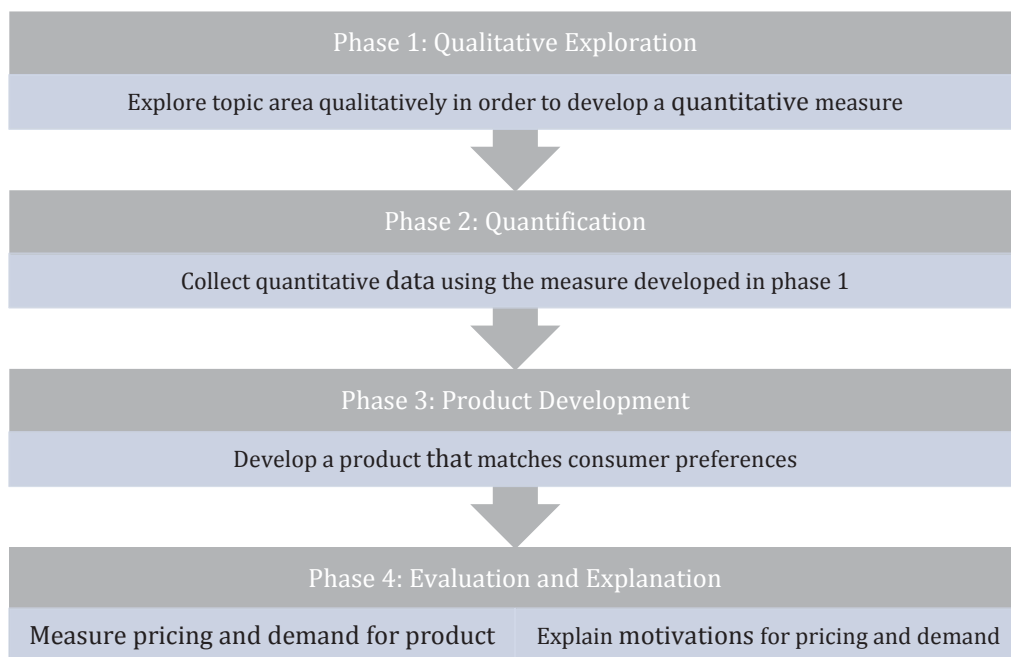 Phase 1: Qualitative Exploration
Explore topic area qualitatively in order to develop a quantitative measure
Phase 2: Quantification
Collect quantitative data using the measure developed in phase 1
Phase 3: Product Development
Develop a product that matches consumer preferences
Phase 4: Evaluation and Explanation
Measure pricing and demand for product
Explain motivations for pricing and demand